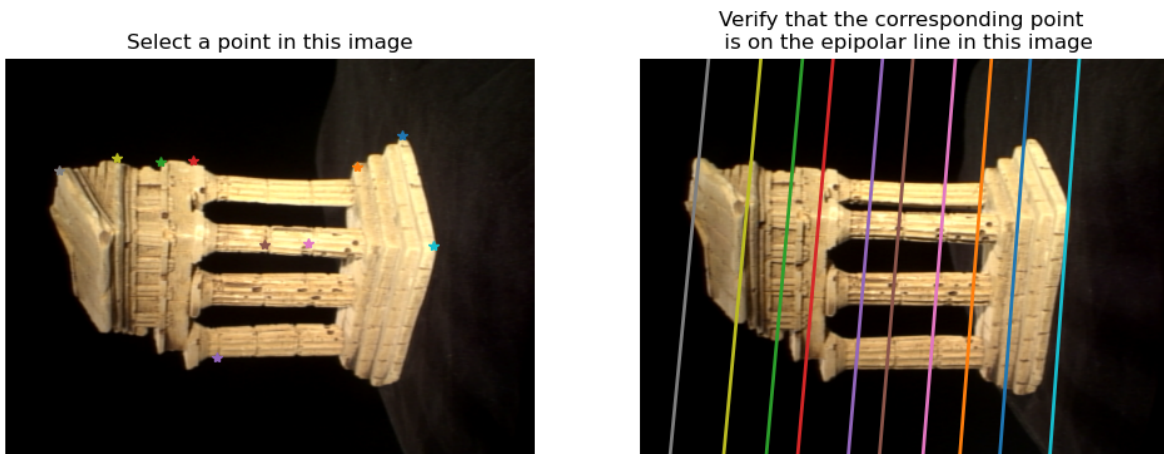 Select a point in this image
Verify that the corresponding point
is on the epipolar line in this image